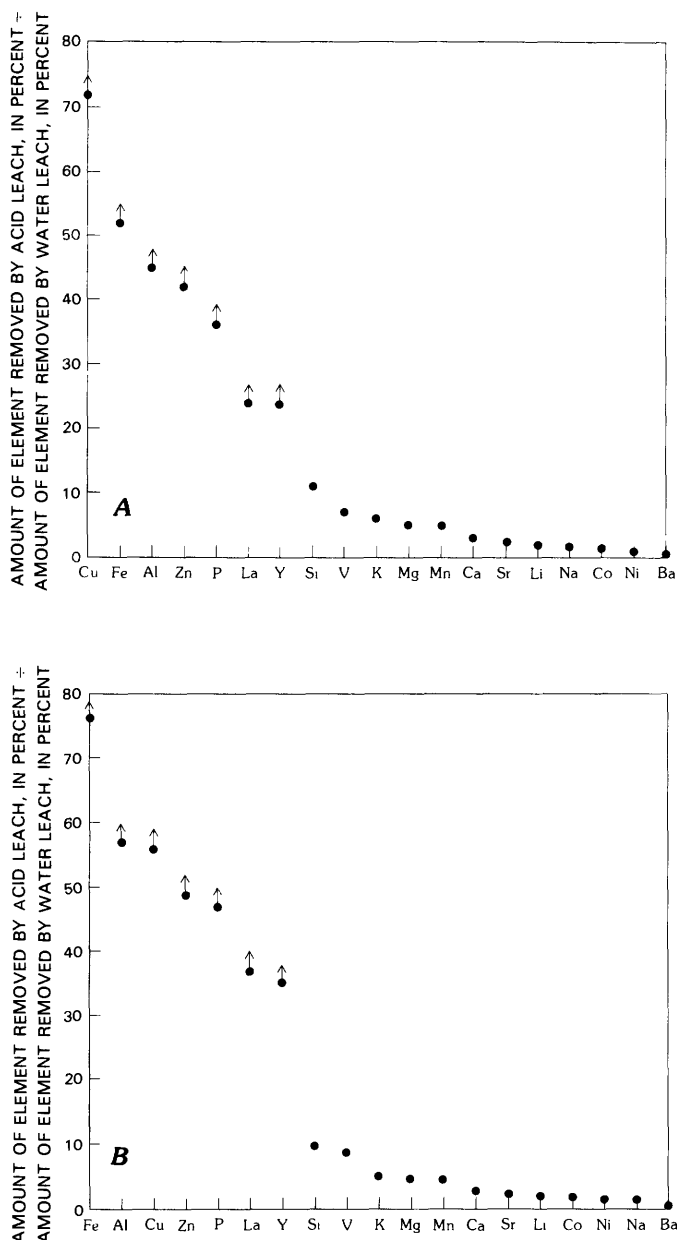 AMOUNT OF ELEMENT REMOVED BY ACID LEACH, IN PERCENT ÷
AMOUNT OF ELEMENT REMOVED BY WATER LEACH, IN PERCENT
80
70
60
50
40
30
20
10
0
A
Cu Fe Al Zn P La Y Si V K Mg Mn Ca Sr Li Na Co Ni Ba
AMOUNT OF ELEMENT REMOVED BY ACID LEACH, IN PERCENT ÷
AMOUNT OF ELEMENT REMOVED BY WATER LEACH, IN PERCENT
80
70
60
50
40
30
20
10
0
B
Fe Al Cu Zn P La Y Si V K Mg Mn Ca Sr Li Co Ni Na Ba